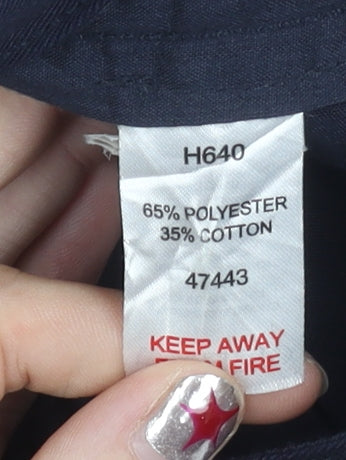 H640
65% POLYESTER
35% COTTON
47443
KEEP AWAY
FIRE